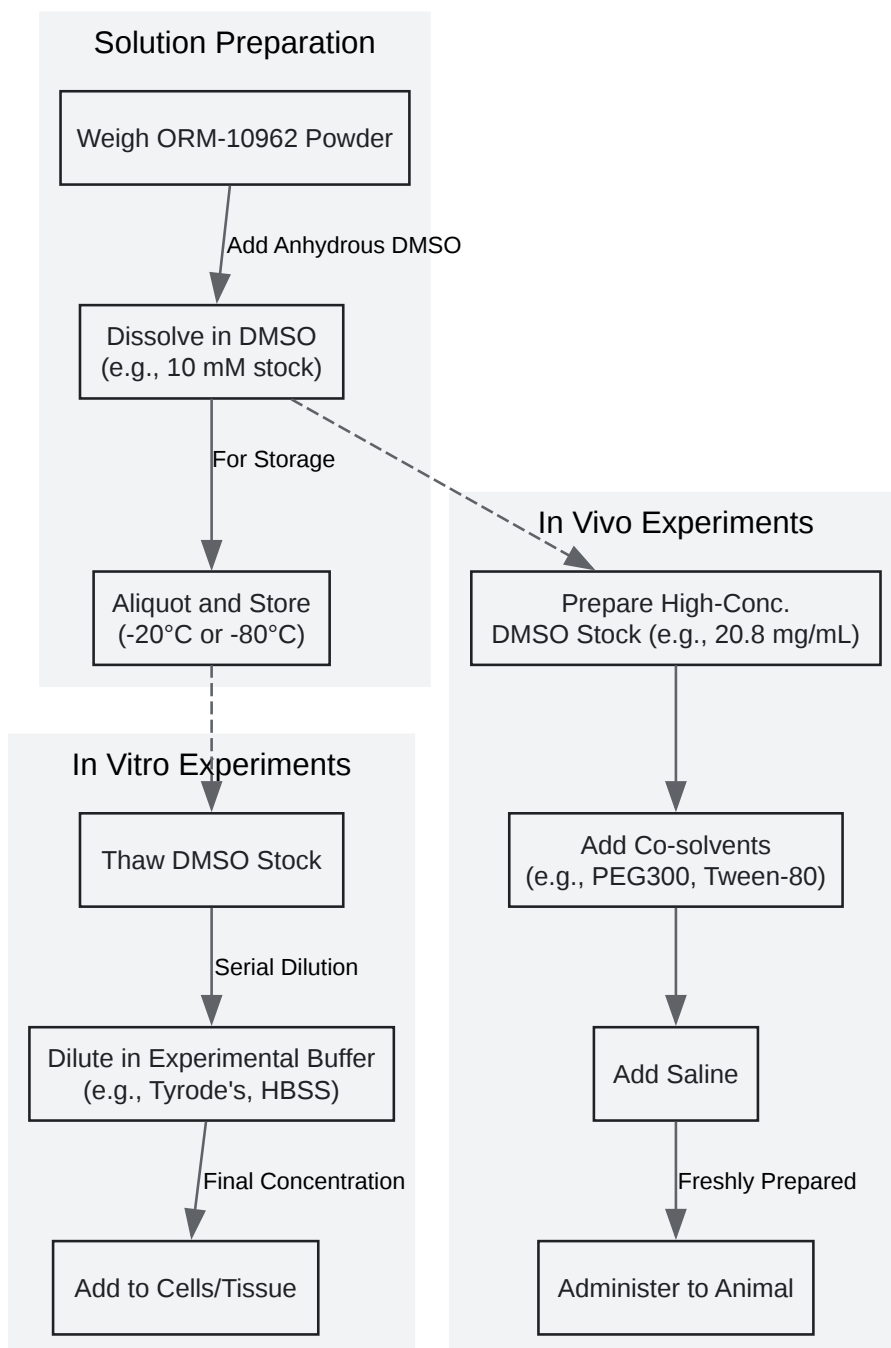 Solution Preparation
Weigh ORM-10962 Powder
Add Anhydrous DMSO
Dissolve in DMSO
(e.g., 10 mM stock)
For Storage
Aliquot and Store
(-20°C or -80°C)
In Vitro Experiments
Thaw DMSO Stock
Serial Dilution
Dilute in Experimental Buffer
(e.g., Tyrode's, HBSS)
Final Concentration
Add to Cells/Tissue
In Vivo Experiments
Prepare High-Conc.
DMSO Stock (e.g., 20.8 mg/mL)
Add Co-solvents
(e.g., PEG300, Tween-80)
Add Saline
Freshly Prepared
Administer to Animal